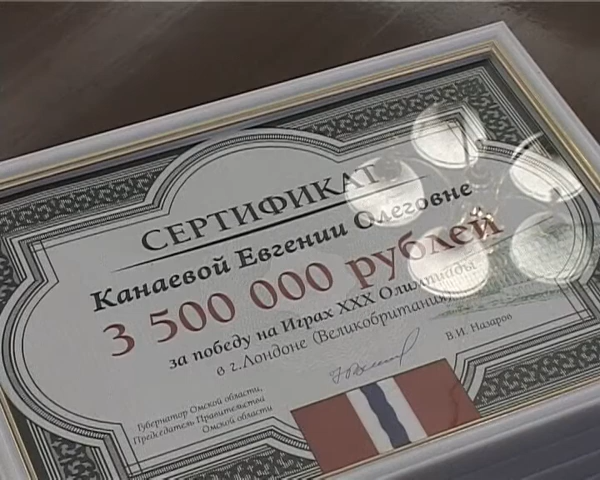 СЕРТИФИКАТ
Канаевой Евгении Олеговне
3 500 000 рублей
за победу на Играх XXX Олимпиады
в г.Лондоне (Великобритания)
Губернатор Омской области,
Председатель Правительства
Омской области
В.И. Назаров